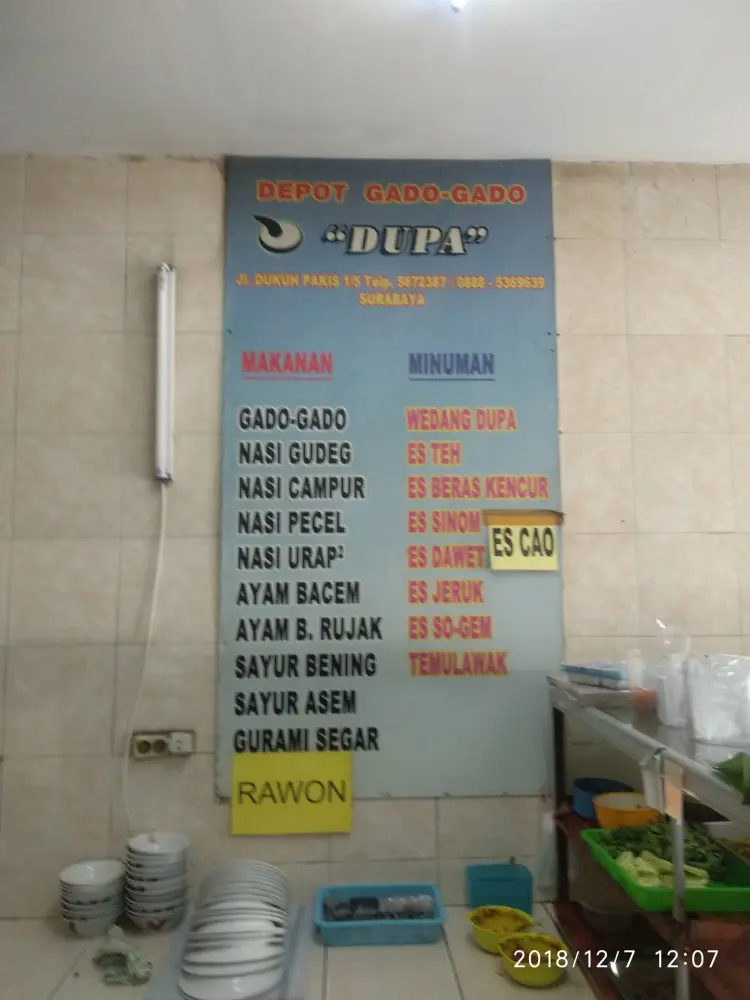 DEPOT GADO-GADO
"DUPA"
Jl. DUKUH PAKIS 1/5 Telp. 5672387 / 0888 - 5369639
SURABAYA
MAKANAN
GADO-GADO
NASI GUDEG
NASI CAMPUR
NASI PECEL
NASI URAP²
AYAM BACEM
AYAM B. RUJAK
SAYUR BENING
SAYUR ASEM
GURAMI SEGAR
RAWON
MINUMAN
WEDANG DUPA
ES TEH
ES BERAS KENCUR
ES SINOM
ES DAWET
ES CAO
ES JERUK
ES SO-GEM
TEMULAWAK
2018/12/7 12:07